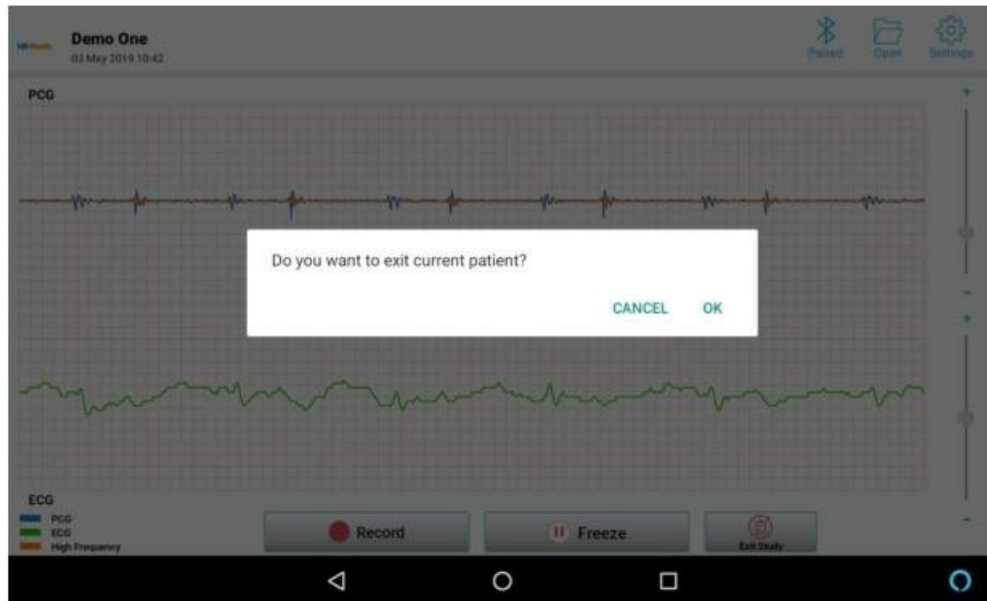 Demo One
03 May 2019 10:42
Paired
Open
Settings
PCG
+
-
+
Do you want to exit current patient?
CANCEL OK
ECG
PCG
ECG
High Frequency
Record
Freeze
Exit Study
-